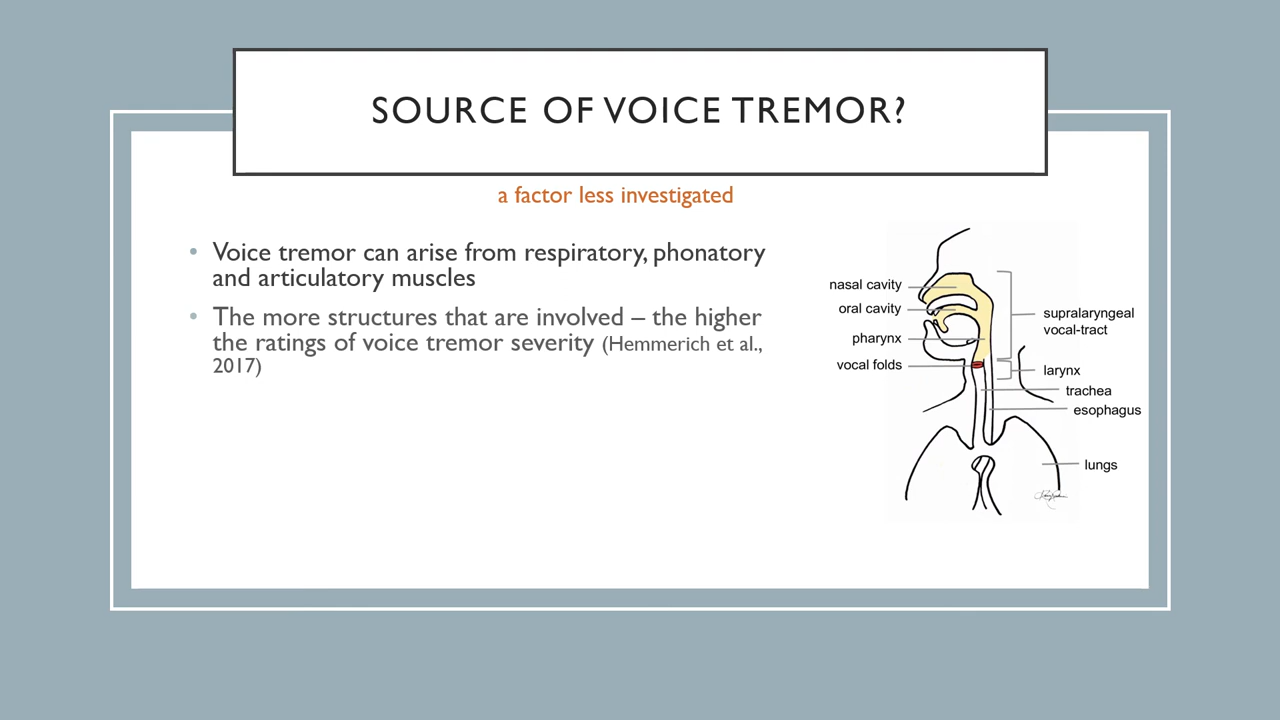 SOURCE OF VOICE TREMOR?
a factor less investigated
• Voice tremor can arise from respiratory, phonatory
and articulatory muscles
• The more structures that are involved – the higher
the ratings of voice tremor severity (Hemmerich et al.,
2017)
nasal cavity
oral cavity
pharynx
vocal folds
supralaryngeal
vocal-tract
larynx
trachea
esophagus
lungs